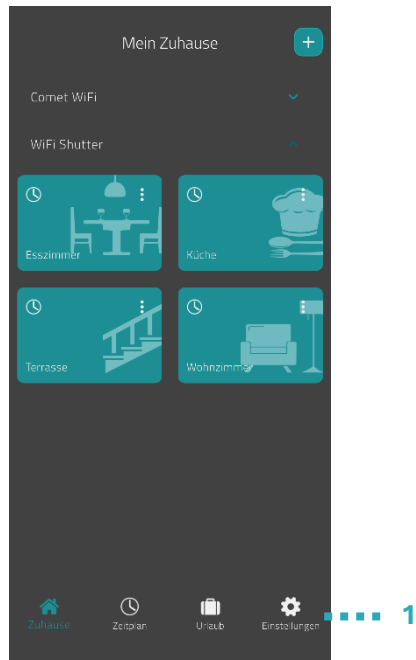 Mein Zuhause
Comet WiFi
WiFi Shutter
Esszimmer
Küche
Terrasse
Wohnzimmer
Zuhause
Zeitplan
Urlaub
Einstellungen
1